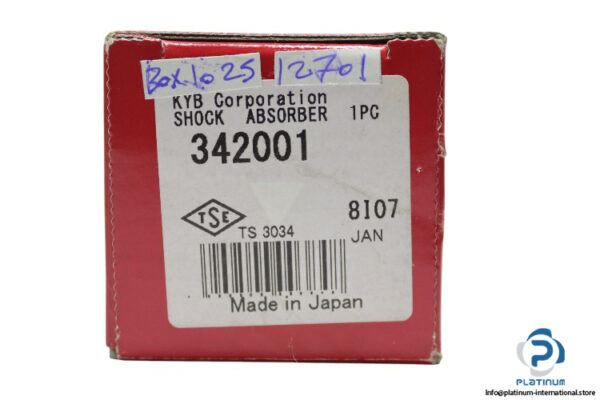 Box 1025 12701
KYB Corporation
SHOCK ABSORBER 1PC
342001
TSE
TS 3034
8I07
JAN
Made in Japan
PLATINUM
Info@platinum-international.store